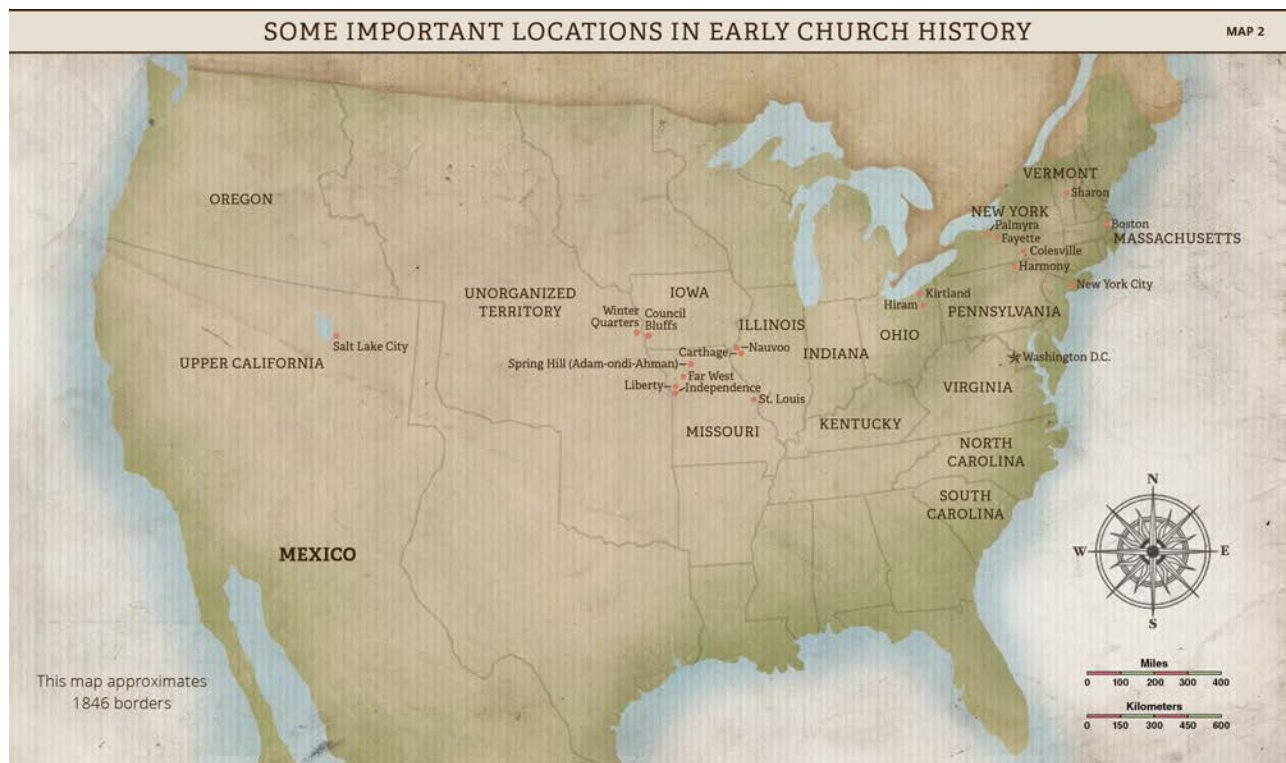 SOME IMPORTANT LOCATIONS IN EARLY CHURCH HISTORY
MAP 2
VERMONT
Sharon
OREGON
NEW YORK
Palmyra
Boston
Fayette
MASSACHUSETTS
Colesville
Harmony
New York City
UNORGANIZED
TERRITORY
IOWA
Kirtland
Hiram
PENNSYLVANIA
Winter
Quarters
Council
Bluffs
ILLINOIS
OHIO
Salt Lake City
Nauvoo
Carthage
INDIANA
Washington D.C.
UPPER CALIFORNIA
Spring Hill (Adam-ondi-Ahman)
Far West
Liberty
Independence
VIRGINIA
St. Louis
MISSOURI
KENTUCKY
NORTH
CAROLINA
SOUTH
CAROLINA
MEXICO
N
W
E
S
This map approximates
1846 borders
Miles
0 100 200 300 400
Kilometers
0 150 300 450 600